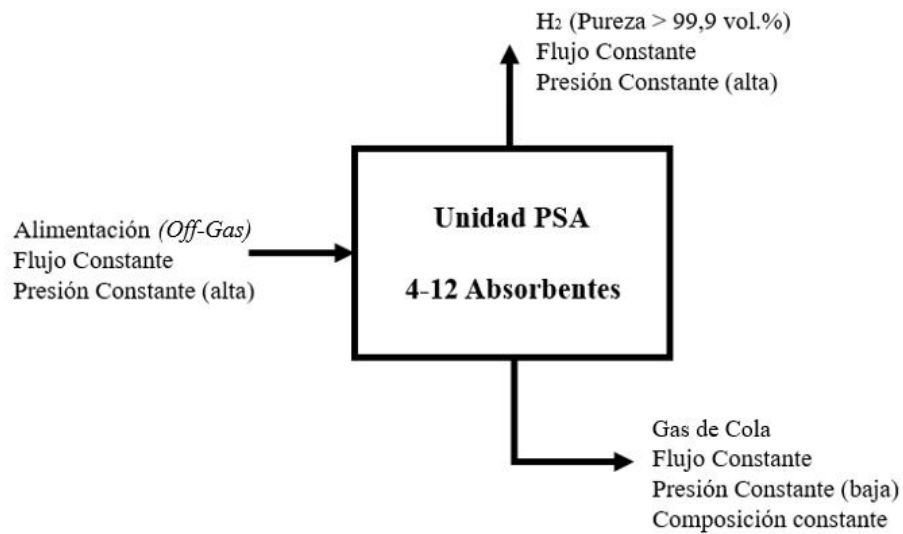 H₂ (Pureza > 99,9 vol.%)
Flujo Constante
Presión Constante (alta)
Unidad PSA
4-12 Absorbentes
Alimentación (Off-Gas)
Flujo Constante
Presión Constante (alta)
Gas de Cola
Flujo Constante
Presión Constante (baja)
Composición constante